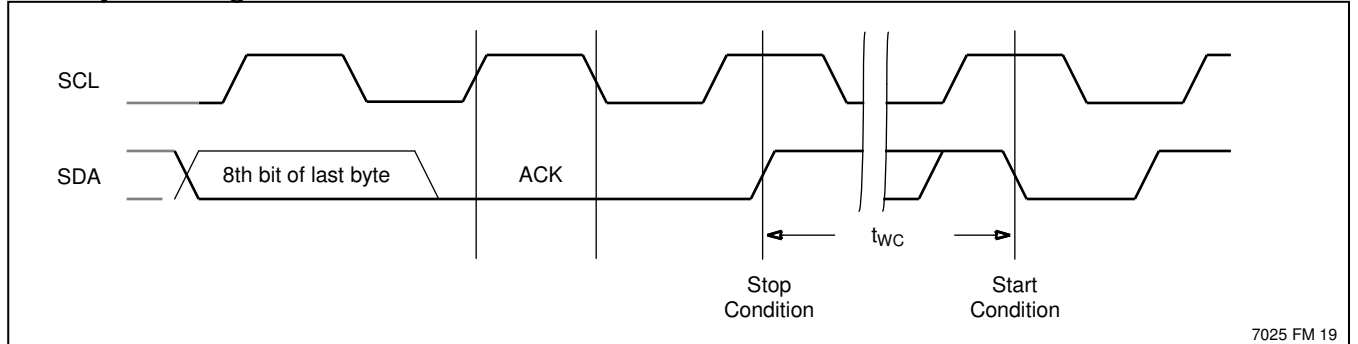 SCL
SDA
8th bit of last byte
ACK
tWC
Stop
Condition
Start
Condition
7025 FM 19